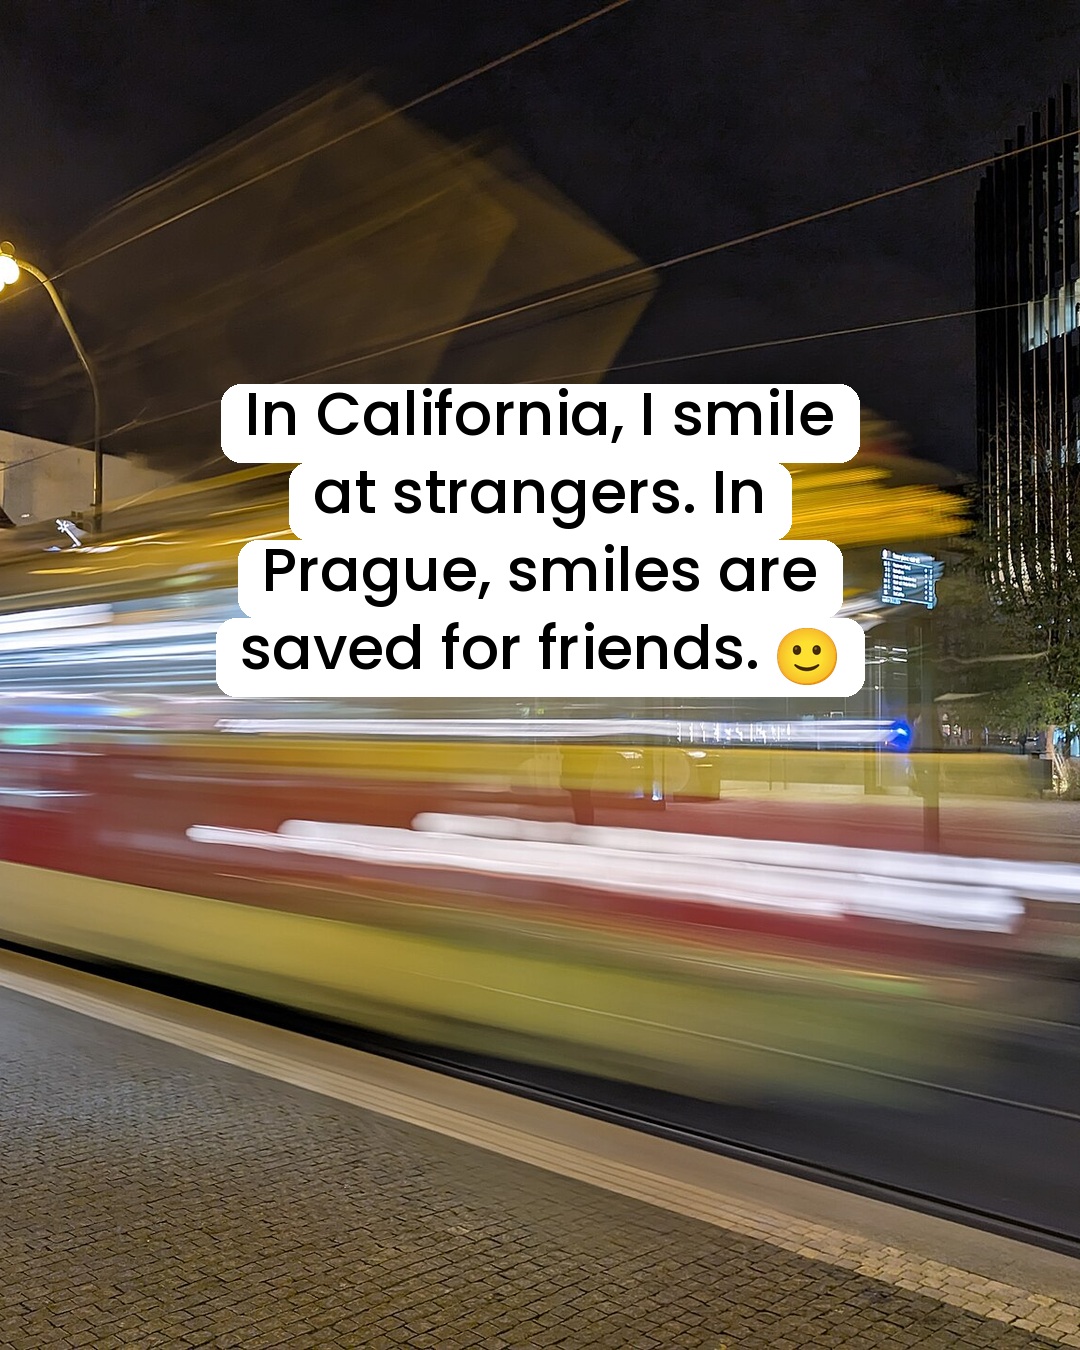 In California, I smile
at strangers. In
Prague, smiles are
saved for friends. 🙂